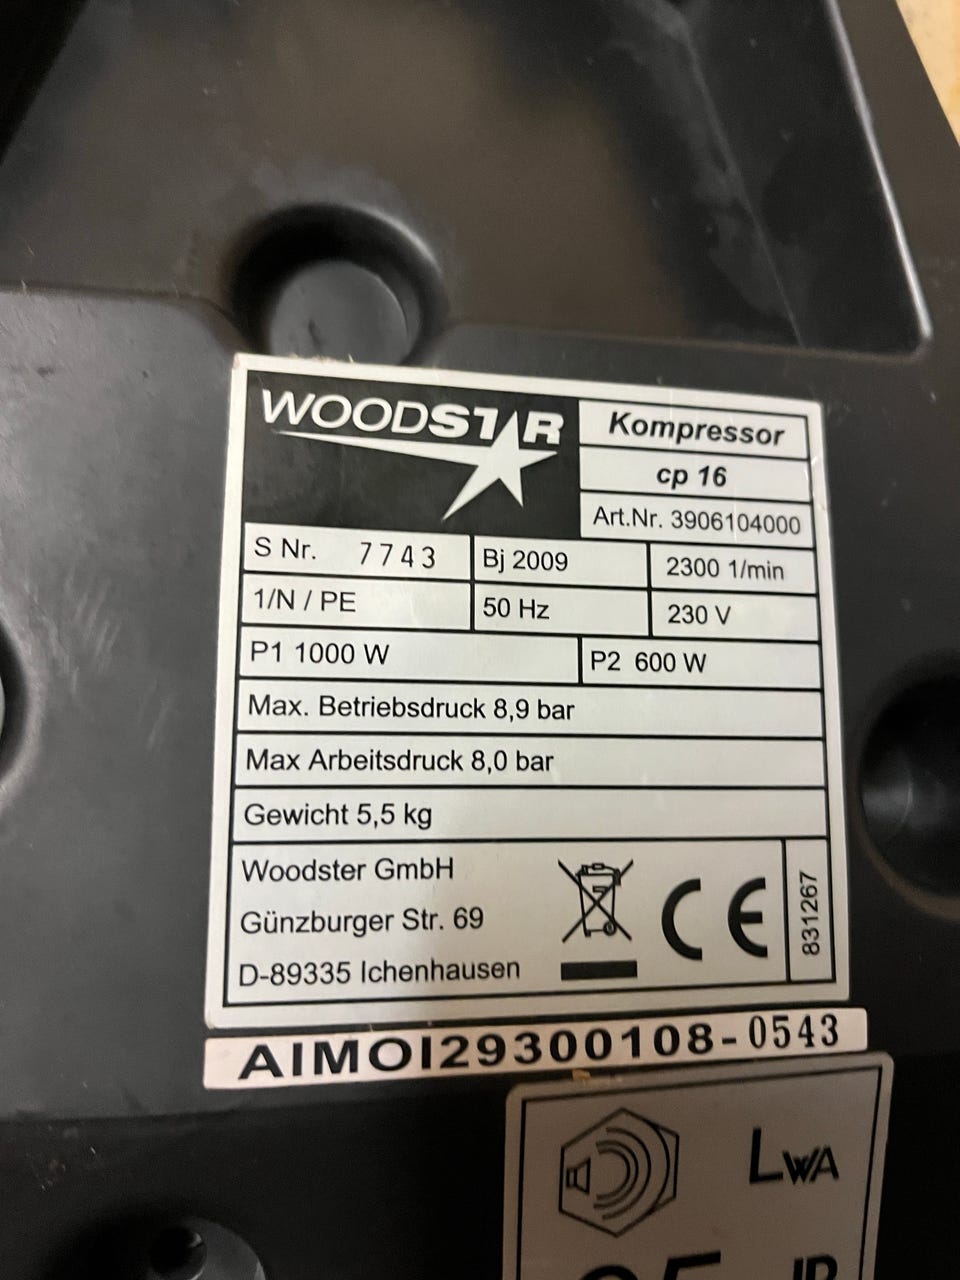 WOODSTAR
Kompressor
cp 16
Art.Nr. 3906104000
S Nr. 7743
Bj 2009
2300 1/min
1/N / PE
50 Hz
230 V
P1 1000 W
P2 600 W
Max. Betriebsdruck 8,9 bar
Max Arbeitsdruck 8,0 bar
Gewicht 5,5 kg
Woodster GmbH
Günzburger Str. 69
D-89335 Ichenhausen
CE
831267
AIMOI29300108-0543
LWA